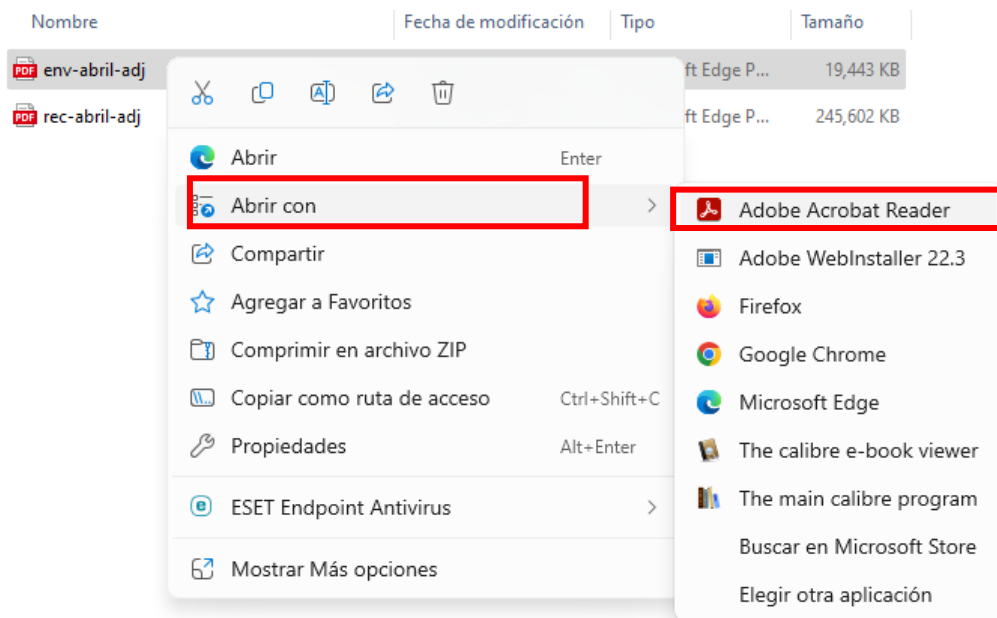 Nombre Fecha de modificación Tipo Tamaño
PDF env-abril-adj ft Edge P... 19,443 KB
PDF rec-abril-adj ft Edge P... 245,602 KB
Abrir Enter
Abrir con
Compartir
Agregar a Favoritos
Comprimir en archivo ZIP
Copiar como ruta de acceso Ctrl+Shift+C
Propiedades Alt+Enter
ESET Endpoint Antivirus
Mostrar Más opciones
Adobe Acrobat Reader
Adobe WebInstaller 22.3
Firefox
Google Chrome
Microsoft Edge
The calibre e-book viewer
The main calibre program
Buscar en Microsoft Store
Elegir otra aplicación